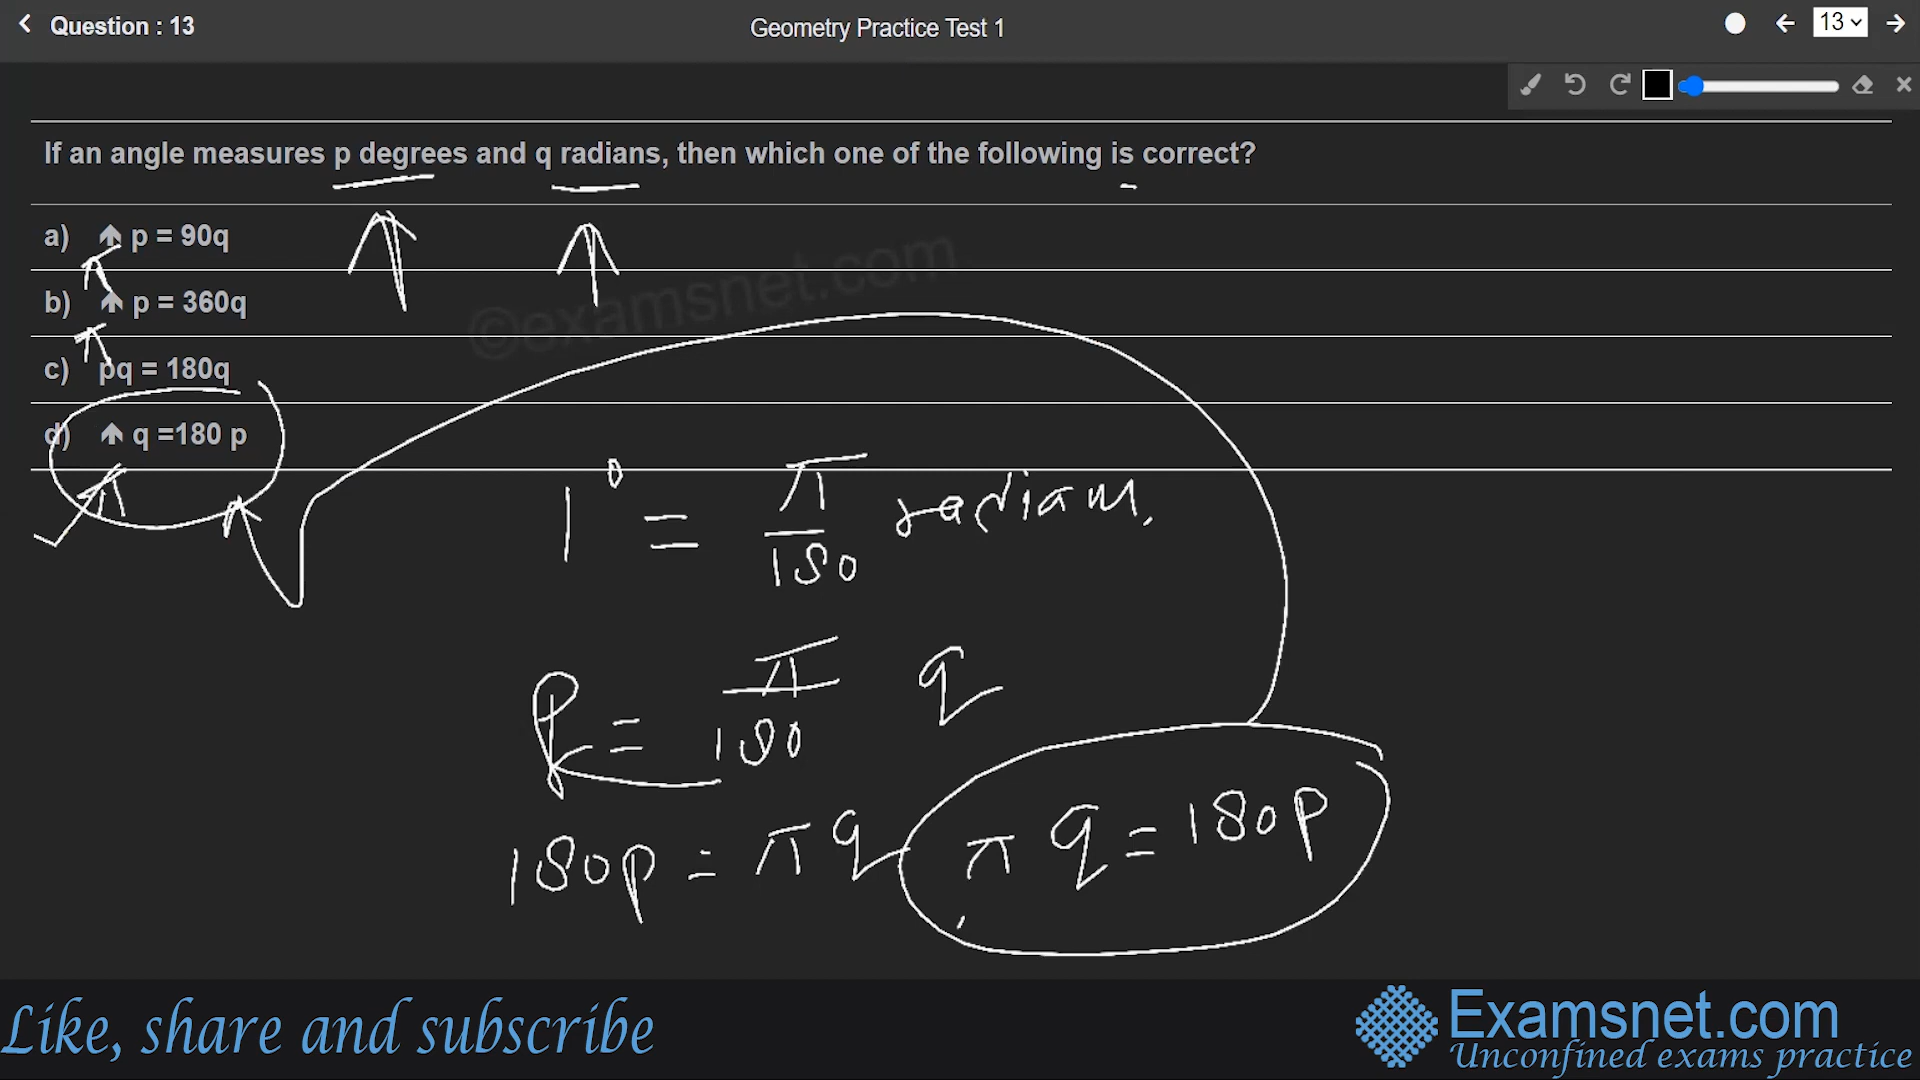 Question : 13
Geometry Practice Test 1
13
If an angle measures p degrees and q radians, then which one of the following is correct?
a) p = 90q
b) p = 360q
c) pq = 180q
d) q =180 p
©examsnet.com
1° = π/180 radians.
P = π/180 q
180p = πq
πq = 180p
Like, share and subscribe
Examsnet.com
Unconfined exams practice